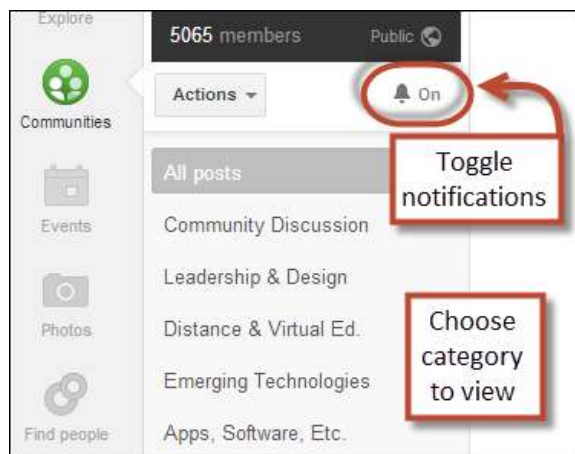 Explore
Communities
Events
Photos
Find people
5065 members Public
Actions On
All posts
Community Discussion
Leadership & Design
Distance & Virtual Ed.
Emerging Technologies
Apps, Software, Etc.
Toggle
notifications
Choose
category
to view